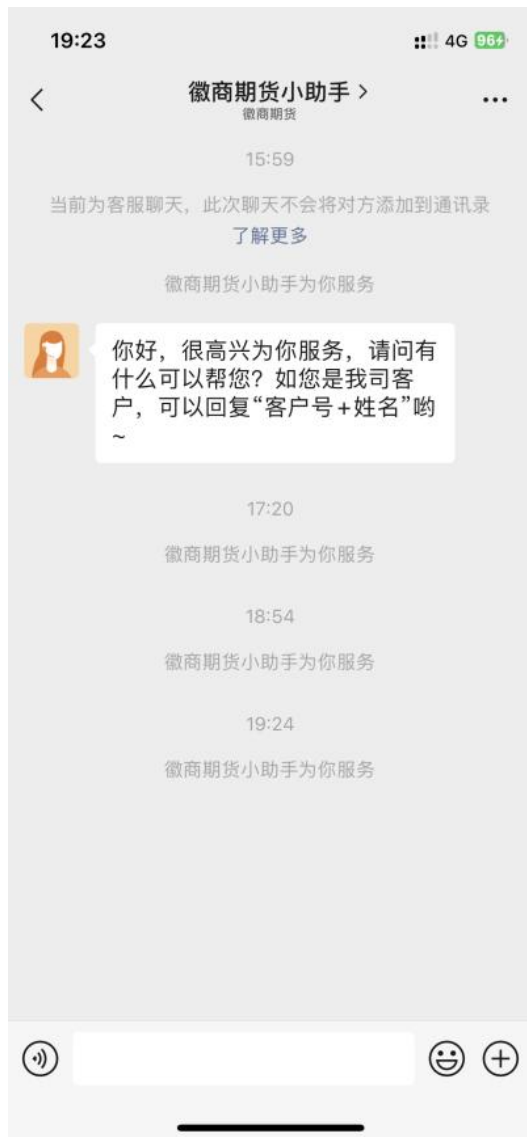 19:23
4G 96
徽商期货小助手
徽商期货
15:59
当前为客服聊天，此次聊天不会将对方添加到通讯录
了解更多
徽商期货小助手为你服务
你好，很高兴为你服务，请问有
什么可以帮您？如您是我司客
户，可以回复“客户号+姓名”哟
~
17:20
徽商期货小助手为你服务
18:54
徽商期货小助手为你服务
19:24
徽商期货小助手为你服务